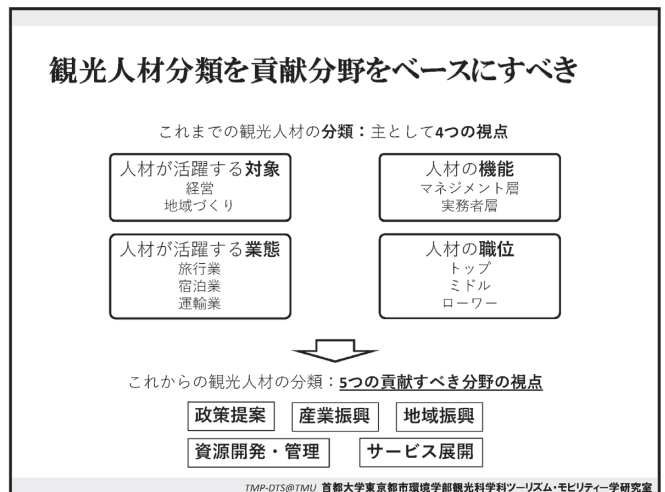 観光人材分類を貢献分野をベースにすべき
これまでの観光人材の分類：主として4つの視点
人材が活躍する対象
経営
地域づくり
人材の機能
マネジメント層
実務者層
人材が活躍する業態
旅行業
宿泊業
運輸業
人材の職位
トップ
ミドル
ローワー
これからの観光人材の分類：5つの貢献すべき分野の視点
政策提案
産業振興
地域振興
資源開発・管理
サービス展開
TMP-DTS@TMU 首都大学東京都市環境学部観光科学科ツーリズム・モビリティー学研究室